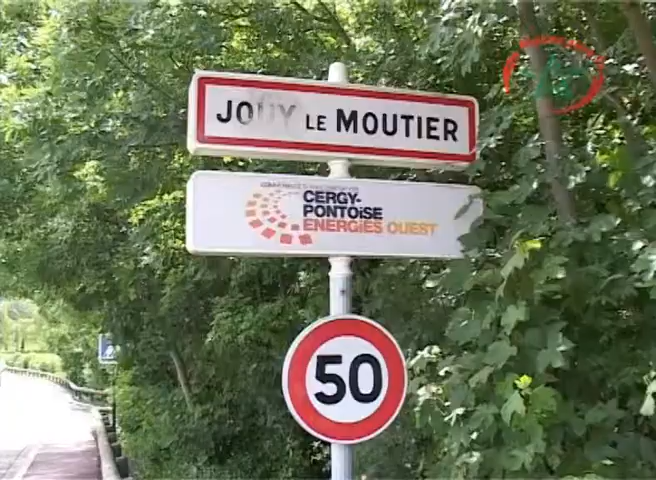 JOUY LE MOUTIER
CERGY-
PONTOISE
ENERGIES OUEST
50